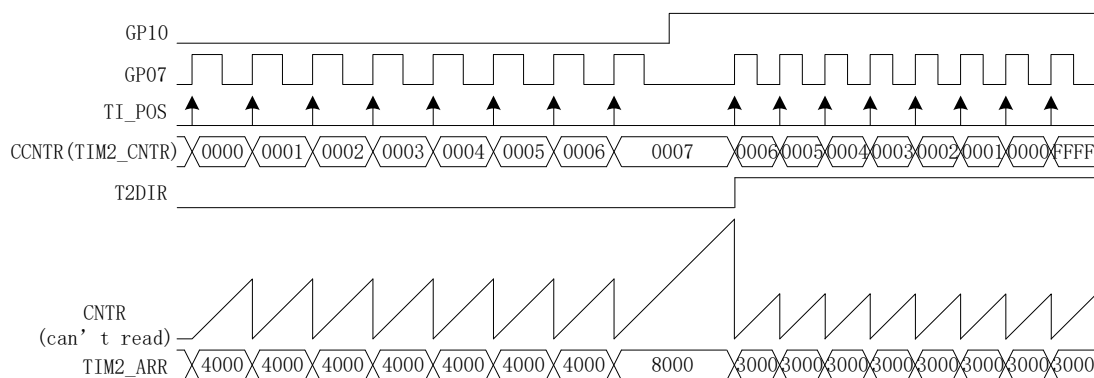 GP10
GP07
TI_POS
CCNTR(TIM2_CNTR) 0000 0001 0002 0003 0004 0005 0006 0007 0006 0005 0004 0003 0002 0001 0000 FFFF
T2DIR
CNTR
(can't read)
TIM2_ARR 4000 4000 4000 4000 4000 4000 4000 8000 3000 3000 3000 3000 3000 3000 3000 3000